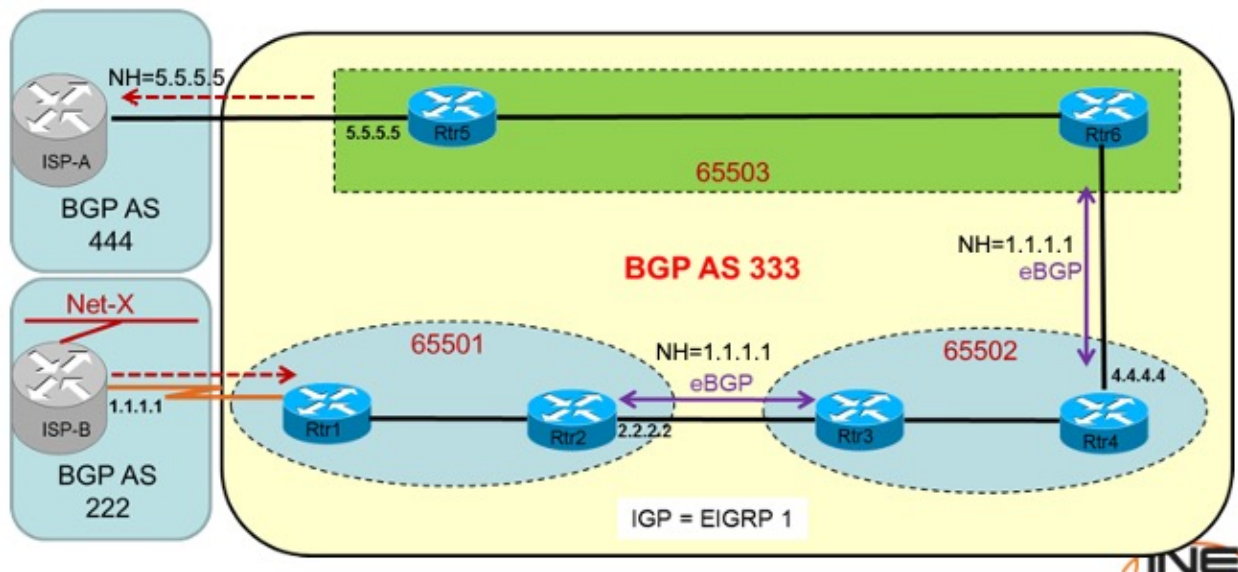 NH=5.5.5.5
5.5.5.5
Rtr5
Rtr6
ISP-A
65503
BGP AS
444
NH=1.1.1.1
eBGP
BGP AS 333
Net-X
65501
NH=1.1.1.1
eBGP
65502
1.1.1.1
ISP-B
Rtr1
Rtr2
2.2.2.2
Rtr3
Rtr4
4.4.4.4
BGP AS
222
IGP = EIGRP 1
INE